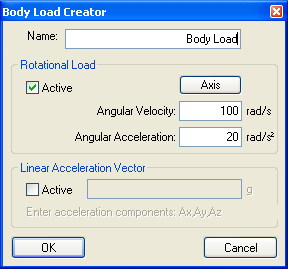 Body Load Creator
Name: Body Load
Rotational Load
Active Axis
Angular Velocity: 100 rad/s
Angular Acceleration: 20 rad/s²
Linear Acceleration Vector
Active g
Enter acceleration components: Ax,Ay,Az
OK Cancel